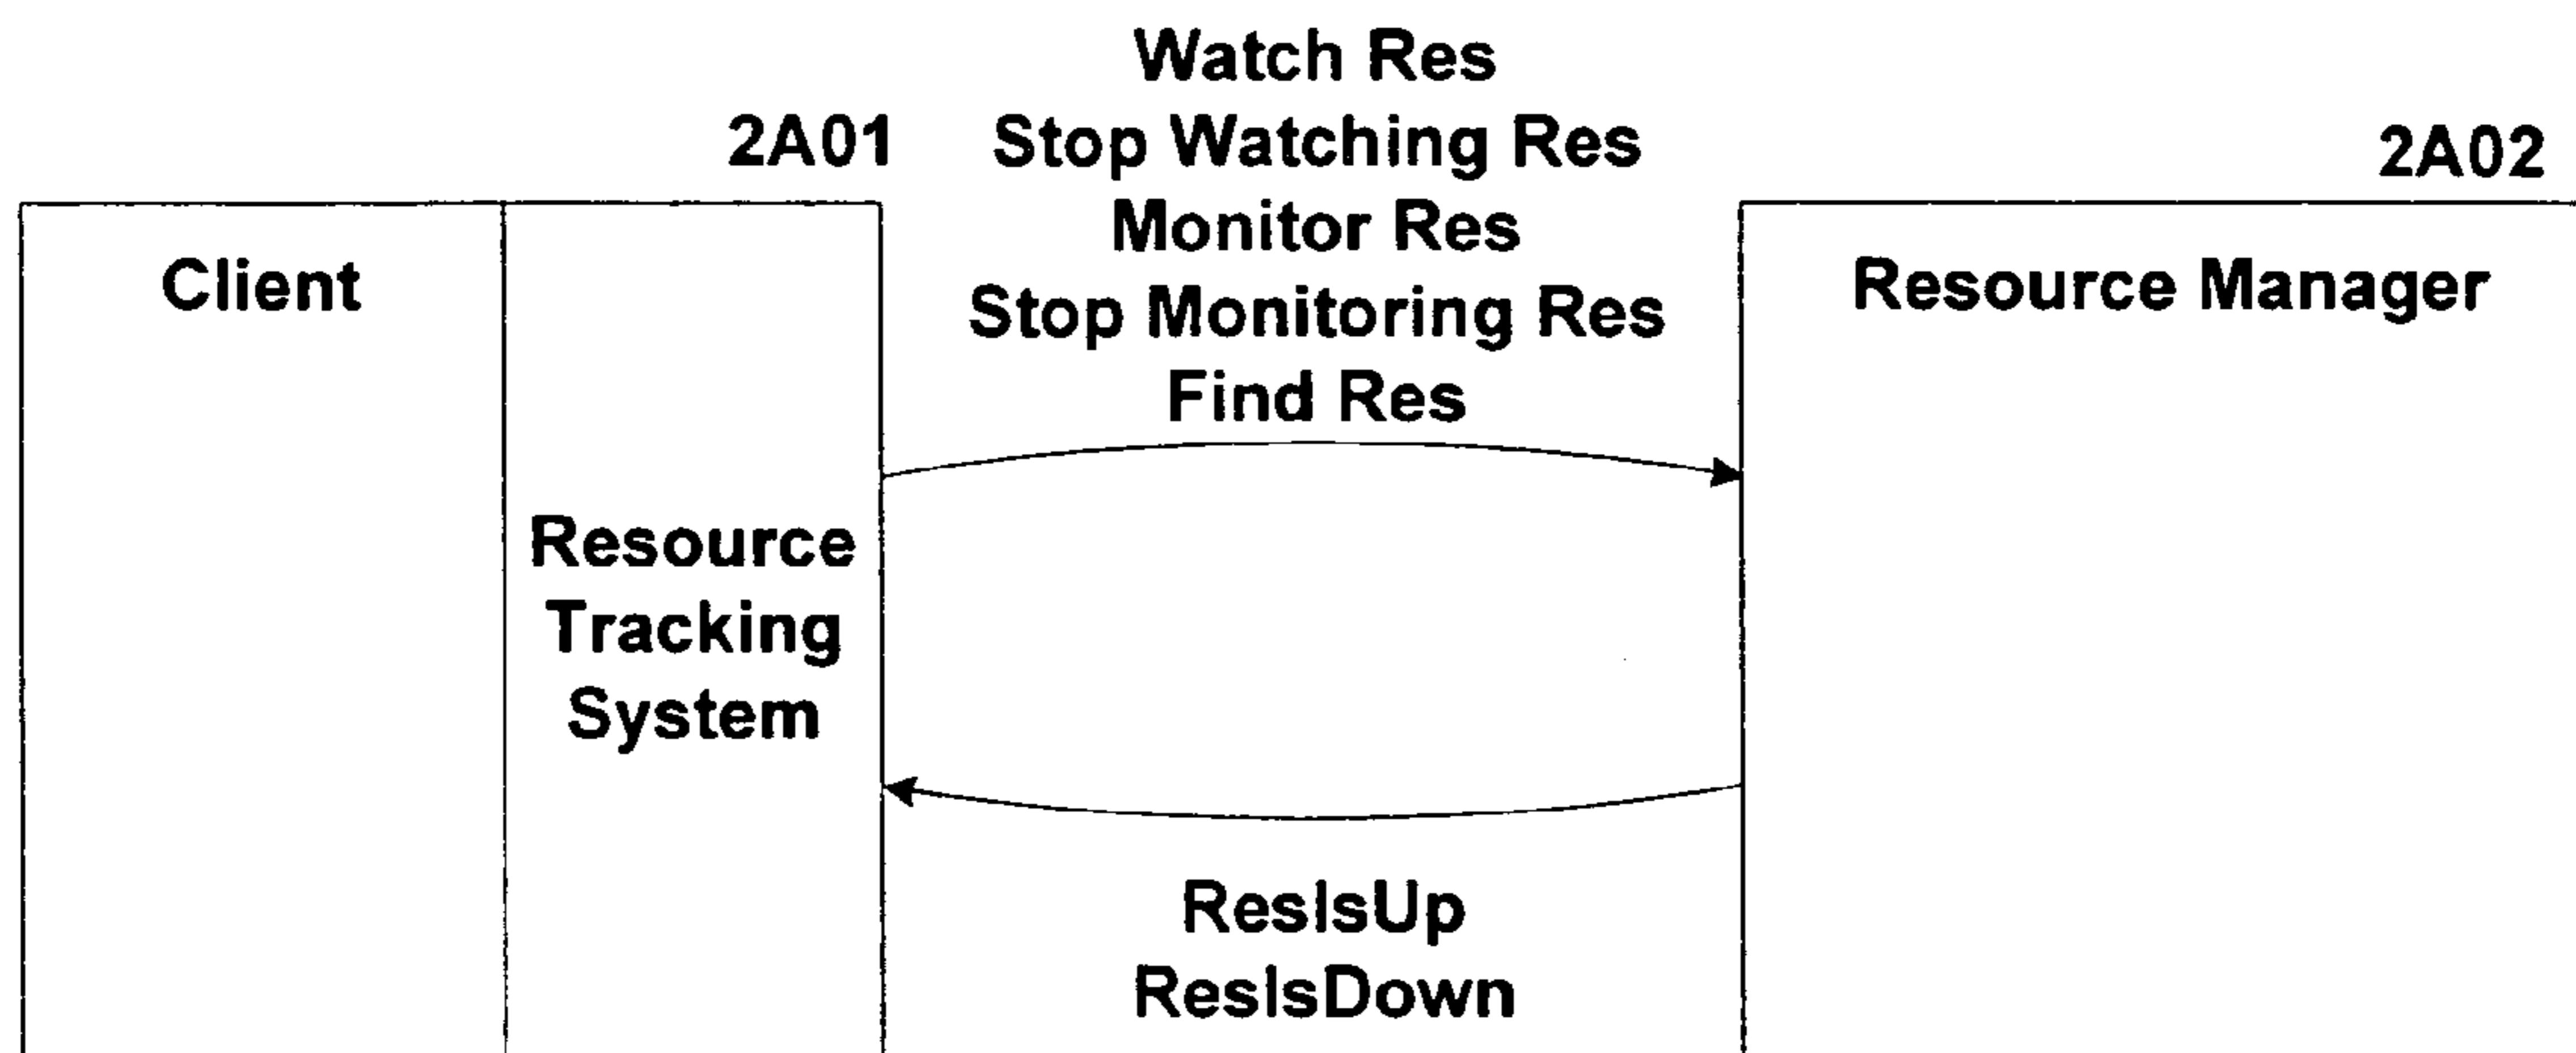 Watch Res
2A01
Stop Watching Res
2A02
Monitor Res
Client
Resource Manager
Stop Monitoring Res
Find Res
Resource
Tracking
System
ResIsUp
ResIsDown